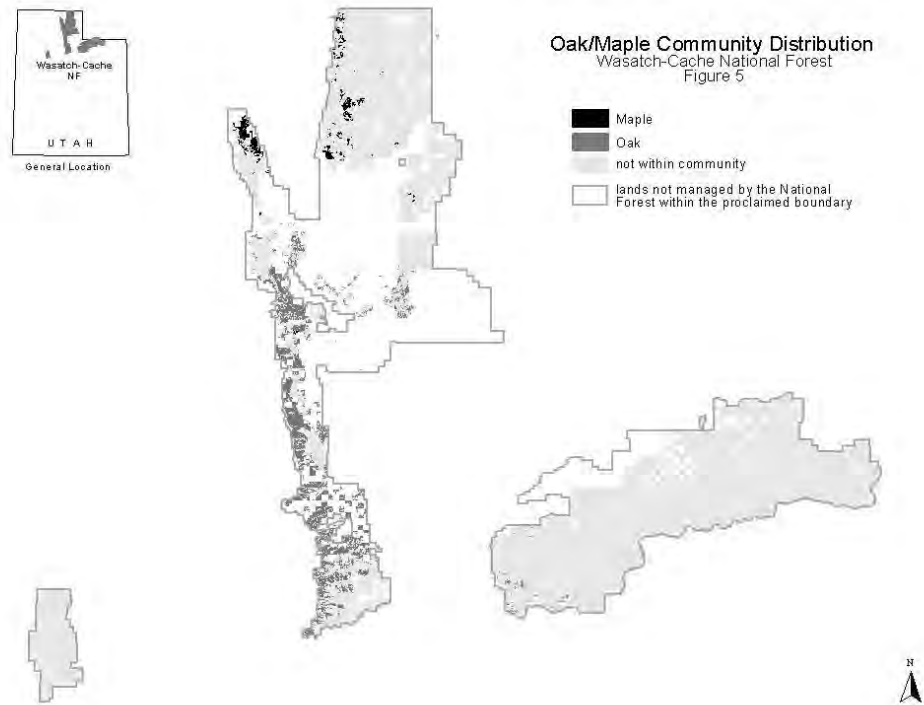 Wasatch-Cache
NF
U T A H
General Location
Oak/Maple Community Distribution
Wasatch-Cache National Forest
Figure 5
Maple
Oak
not within community
lands not managed by the National
Forest within the proclaimed boundary
N